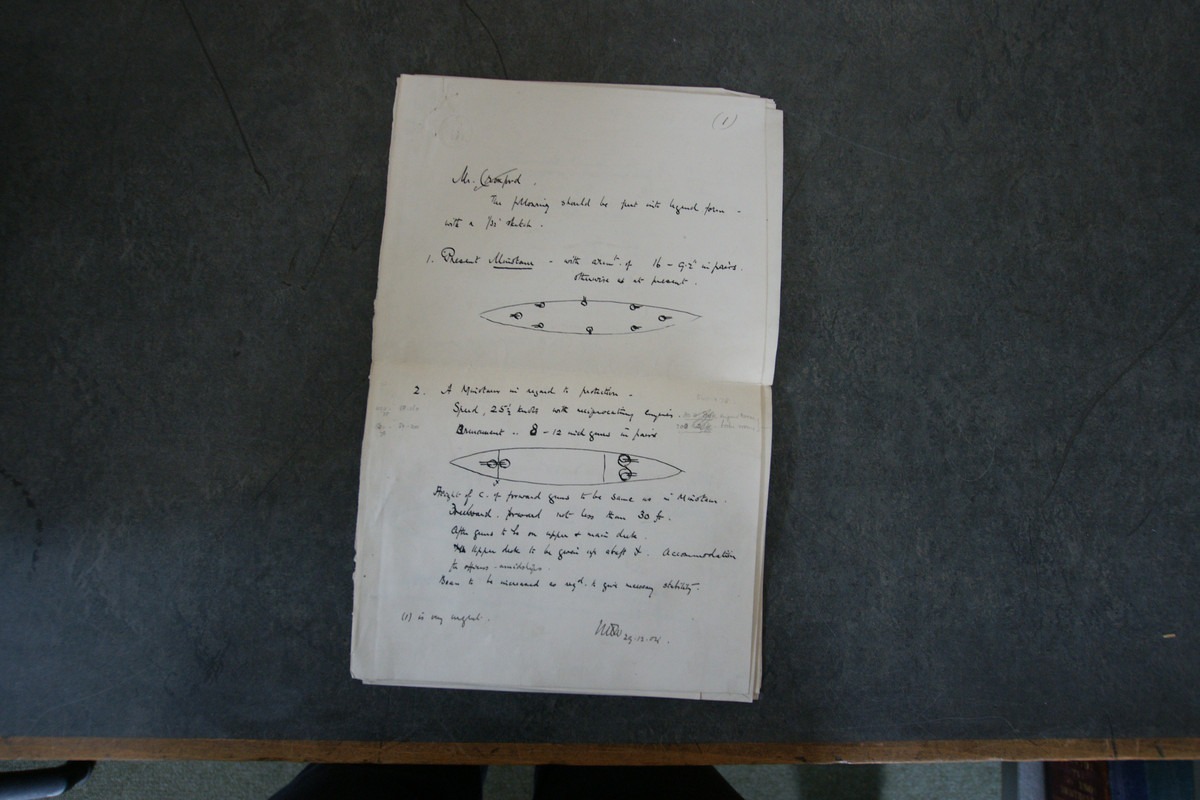 (1)
Mr. Crawford.
The following should be put into legend form -
with a 1/32" sketch.
1. Present Minotaur - with armt. of 16 - 9.2" in pairs.
otherwise as at present.
2. A Minotaur in regard to protection -
Speed, 25½ knots with reciprocating engines.
Armament .. 8 - 12 inch guns in pairs
Height of c. of forward guns to be same as in Minotaur.
Freeboard forward not less than 30 ft.
After guns to be on upper & main deck.
Upper deck to be given up abaft X. Accommodation
for officers amidships.
Beam to be increased as reqd. to give necessary stability.
(1) is very urgent.
29.12.04.